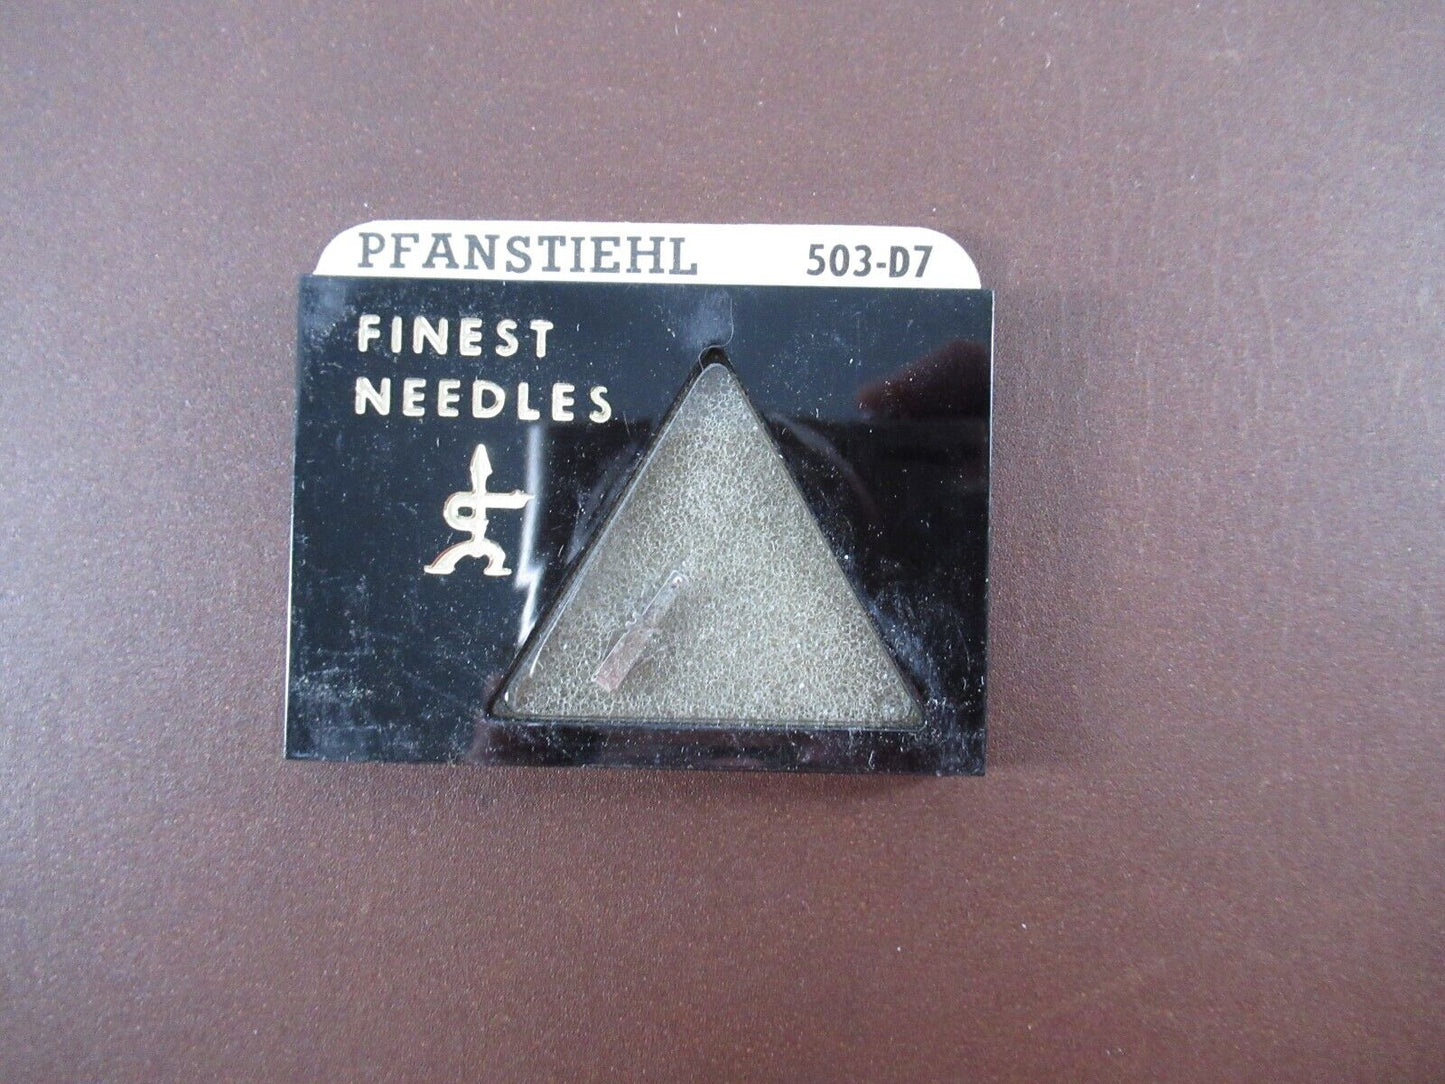 PFANSTIEHL 503-D7
FINEST
NEEDLES